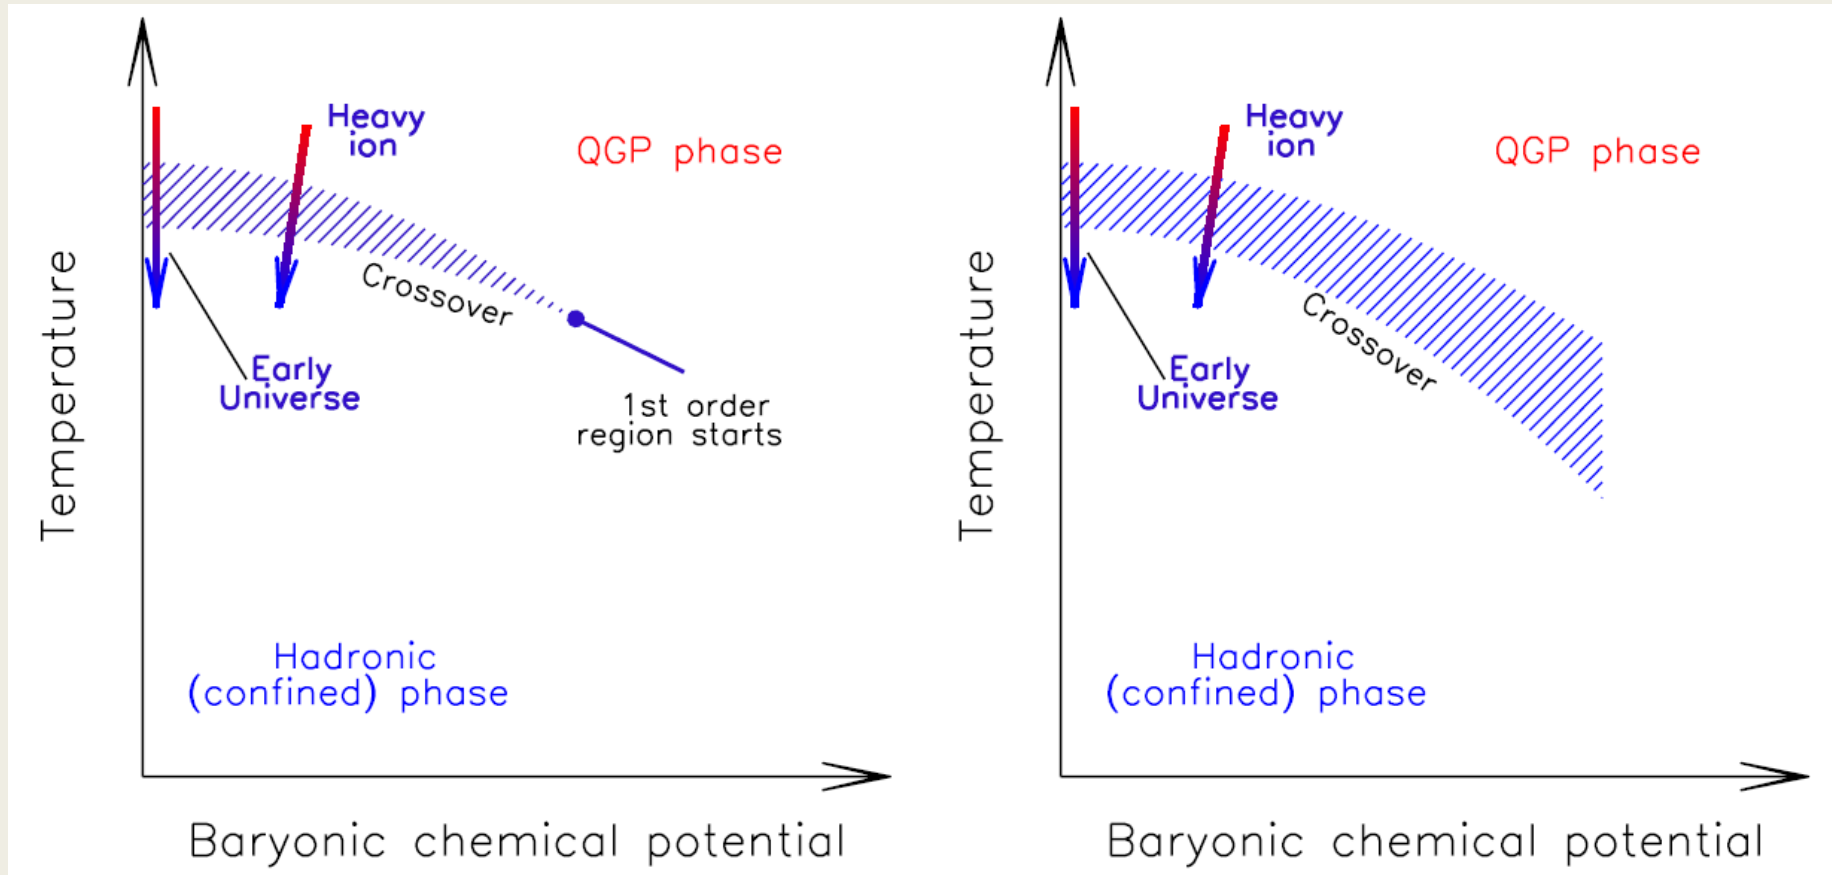 Heavy
ion
QGP phase
Crossover
Early
Universe
1st order
region starts
Hadronic
(confined) phase
Temperature
Baryonic chemical potential
Heavy
ion
QGP phase
Crossover
Early
Universe
Hadronic
(confined) phase
Temperature
Baryonic chemical potential